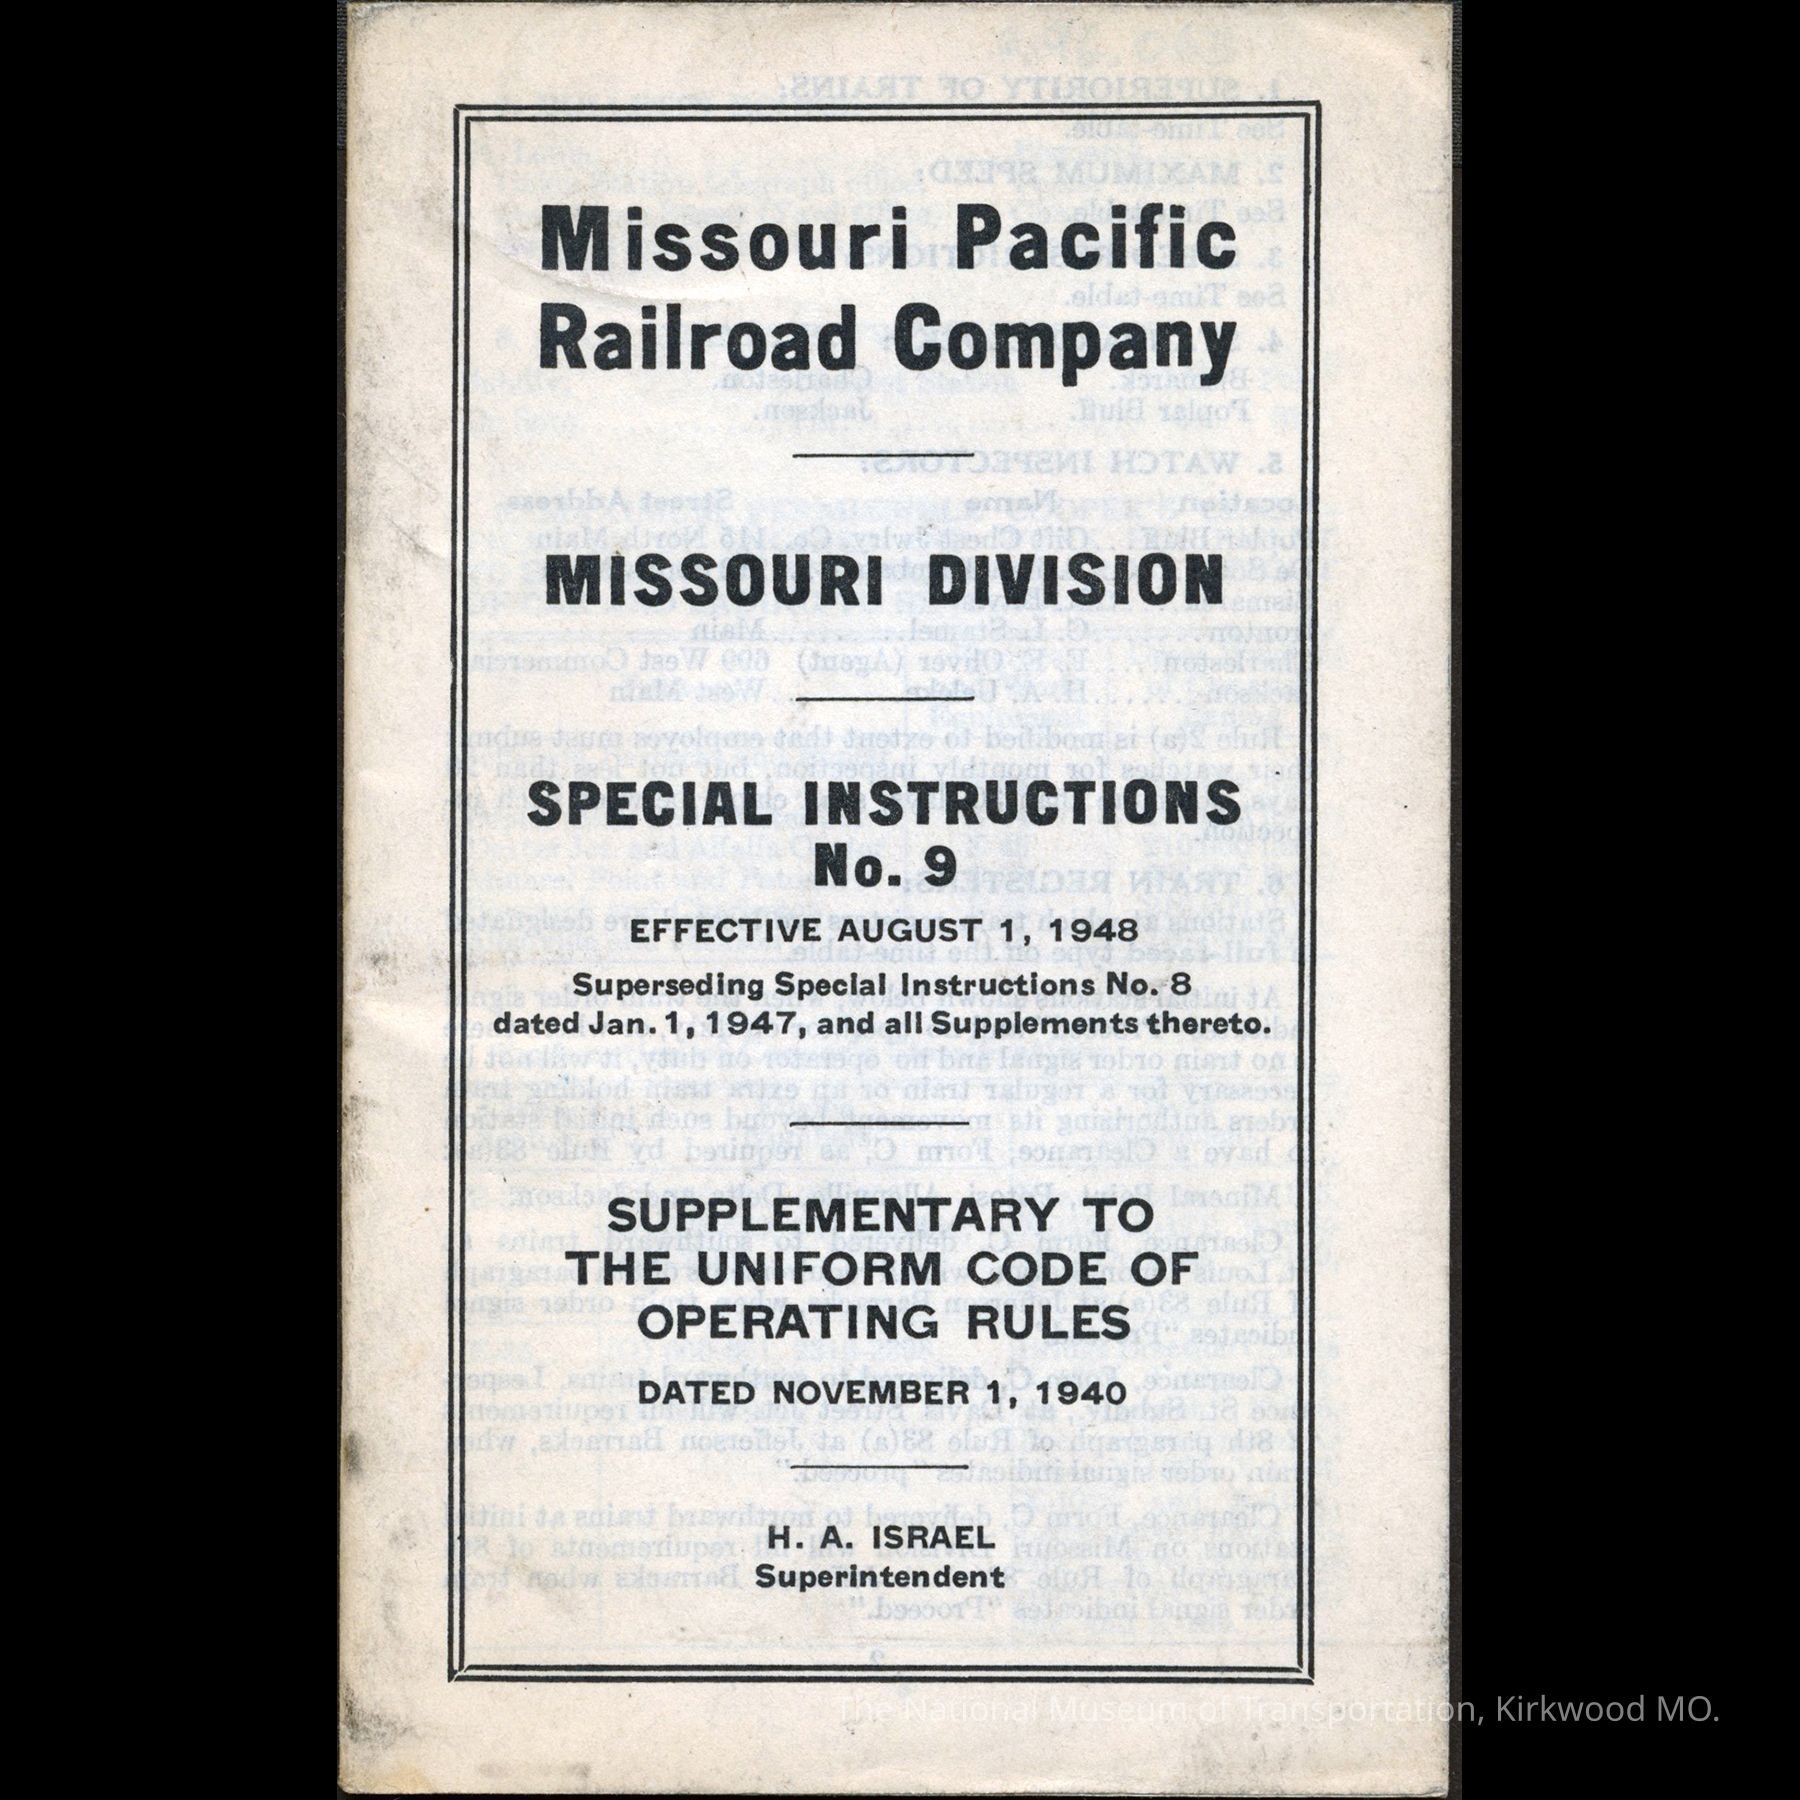 Missouri Pacific
Railroad Company
MISSOURI DIVISION
SPECIAL INSTRUCTIONS
No. 9
EFFECTIVE AUGUST 1, 1948
Superseding Special Instructions No. 8
dated Jan. 1, 1947, and all Supplements thereto.
SUPPLEMENTARY TO
THE UNIFORM CODE OF
OPERATING RULES
DATED NOVEMBER 1, 1940
H. A. ISRAEL
Superintendent
The National Museum of Transportation, Kirkwood MO.